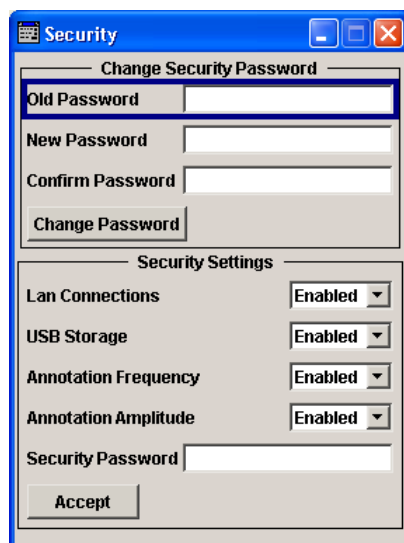 Security
Change Security Password
Old Password
New Password
Confirm Password
Change Password
Security Settings
Lan Connections Enabled
USB Storage Enabled
Annotation Frequency Enabled
Annotation Amplitude Enabled
Security Password
Accept